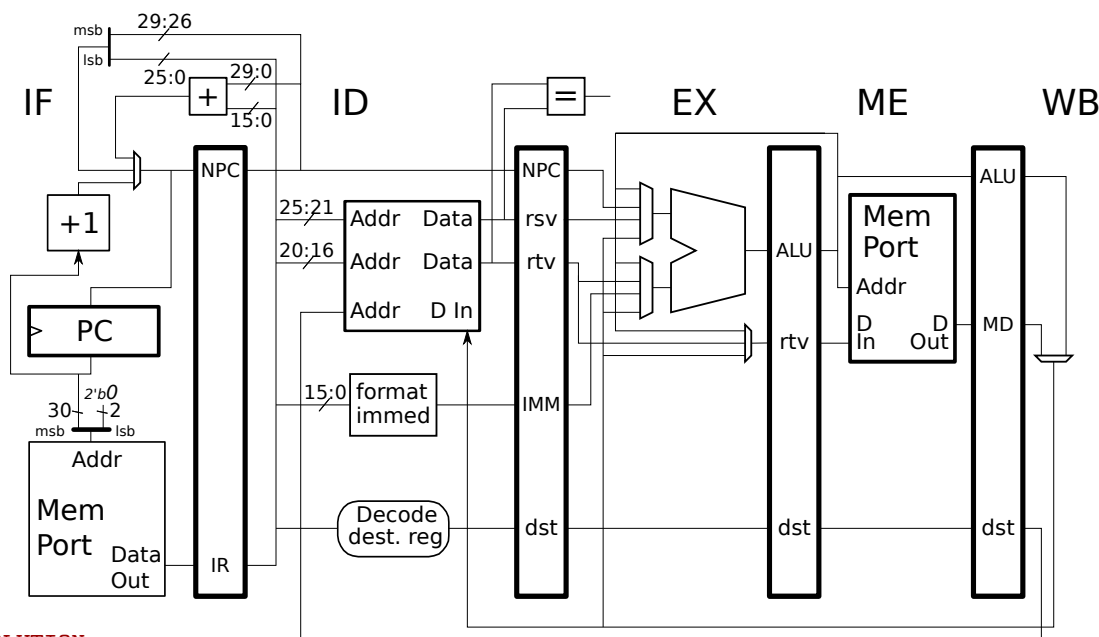 29:26
msb
lsb
25:0
29:0
15:0
+
=
IF
ID
EX
ME
WB
NPC
NPC
ALU
+1
25:21
Addr
Data
rsv
20:16
Addr
Data
rtv
Addr
D In
ALU
Mem
Port
Addr
D
In
D
Out
MD
PC
rtv
15:0
format
immed
IMM
30
2'b0
2
msb
lsb
Addr
Mem
Port
Data
Out
IR
Decode
dest. reg
dst
dst
dst